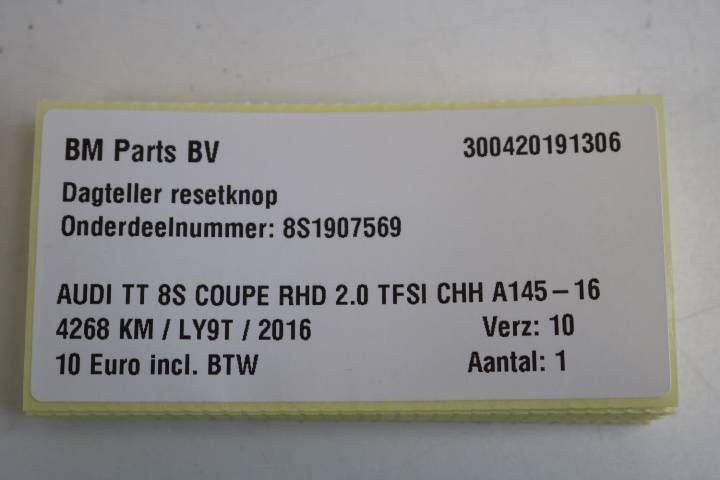 BM Parts BV 300420191306
Dagteller resetknop
Onderdeelnummer: 8S1907569
AUDI TT 8S COUPE RHD 2.0 TFSI CHH A145-16
4268 KM / LY9T / 2016 Verz: 10
10 Euro incl. BTW Aantal: 1